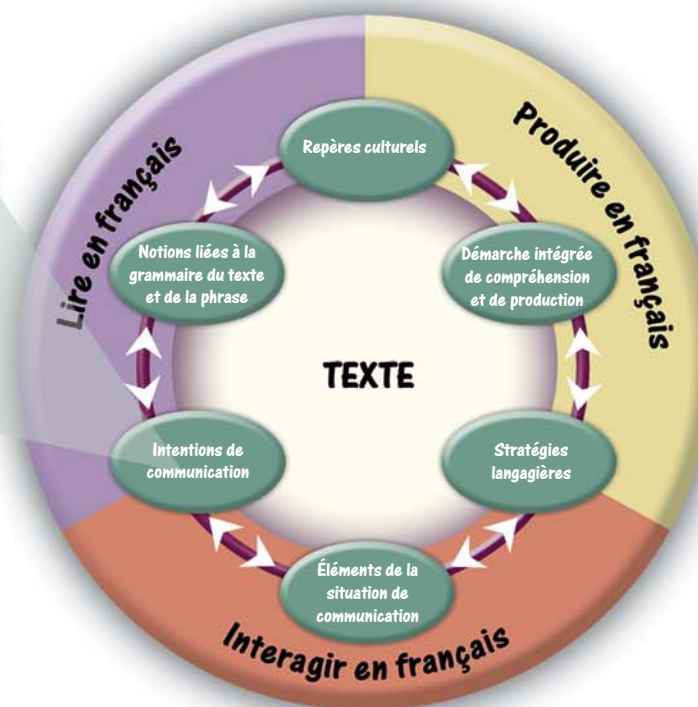 Lire en français
Produire en français
Repères culturels
Notions liées à la
grammaire du texte
et de la phrase
Démarche intégrée
de compréhension
et de production
TEXTE
Intentions de
communication
Stratégies
langagières
Éléments de la
situation de
communication
Interagir en français